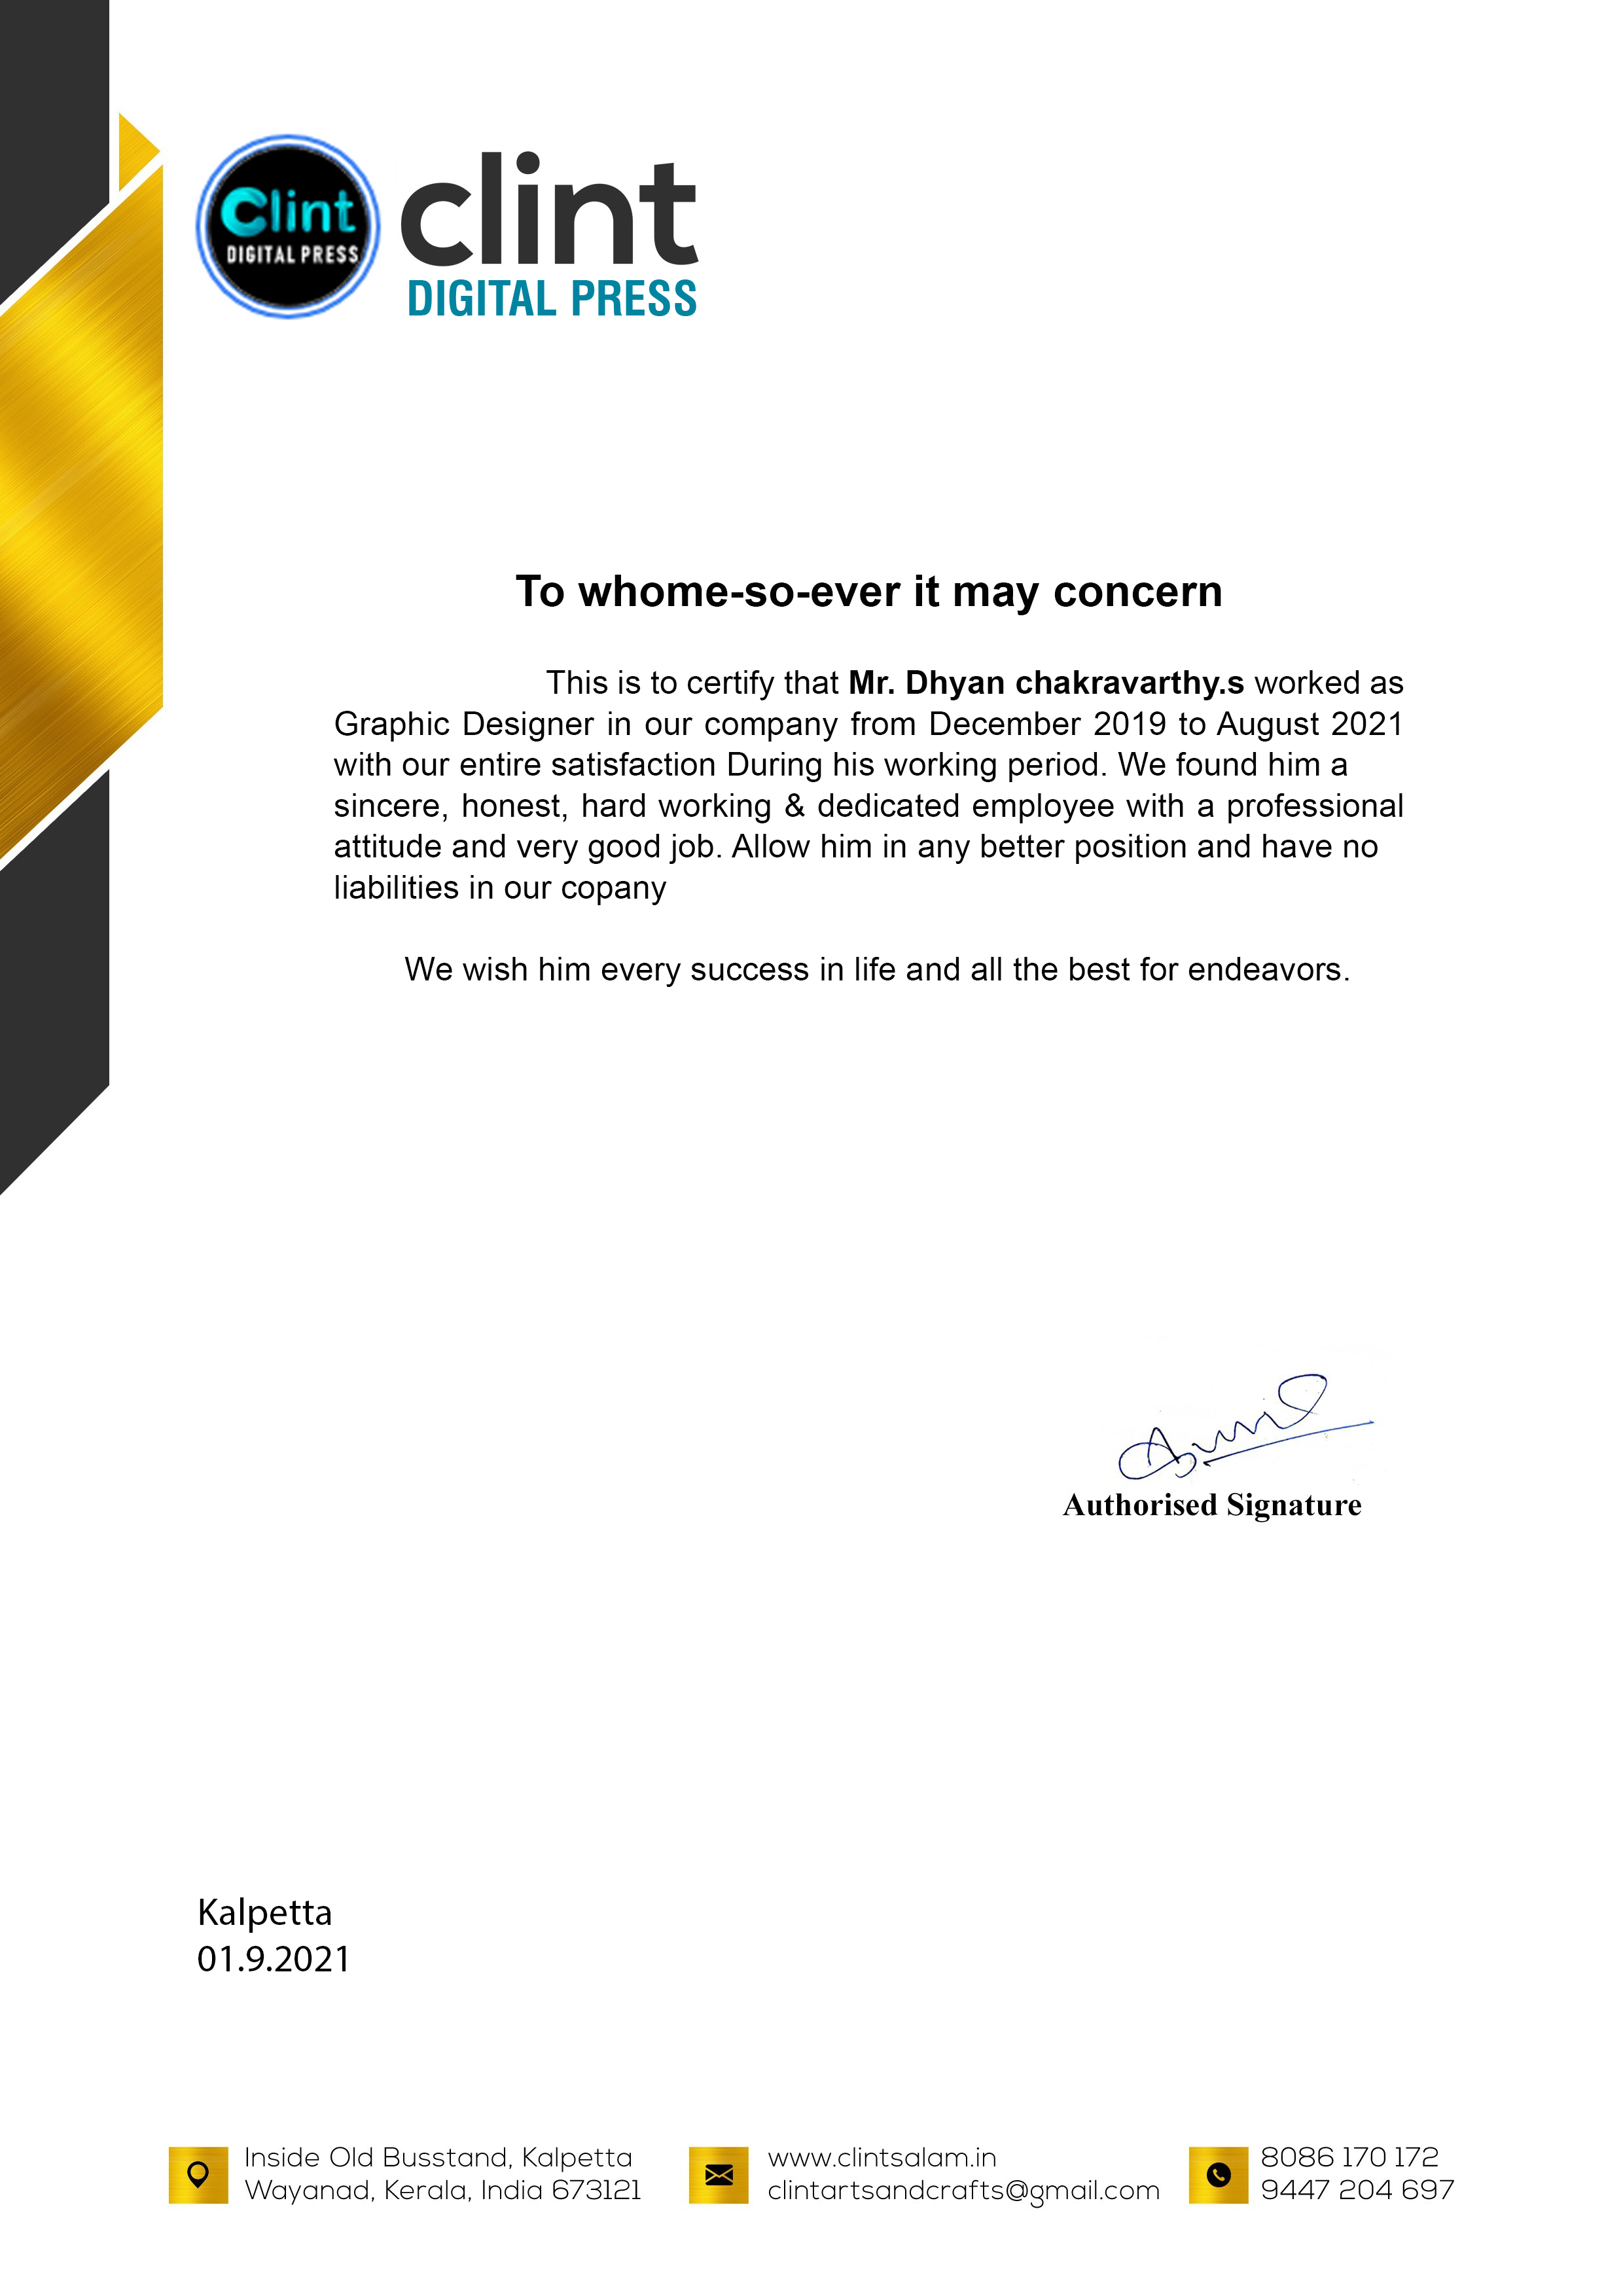 Clint
DIGITAL PRESS
clint
DIGITAL PRESS
To whome-so-ever it may concern
This is to certify that Mr. Dhyan chakravarthy.s worked as
Graphic Designer in our company from December 2019 to August 2021
with our entire satisfaction During his working period. We found him a
sincere, honest, hard working & dedicated employee with a professional
attitude and very good job. Allow him in any better position and have no
liabilities in our copany
We wish him every success in life and all the best for endeavors.
Authorised Signature
Kalpetta
01.9.2021
Inside Old Busstand, Kalpetta
Wayanad, Kerala, India 673121
www.clintsalam.in
clintartsandcrafts@gmail.com
8086 170 172
9447 204 697